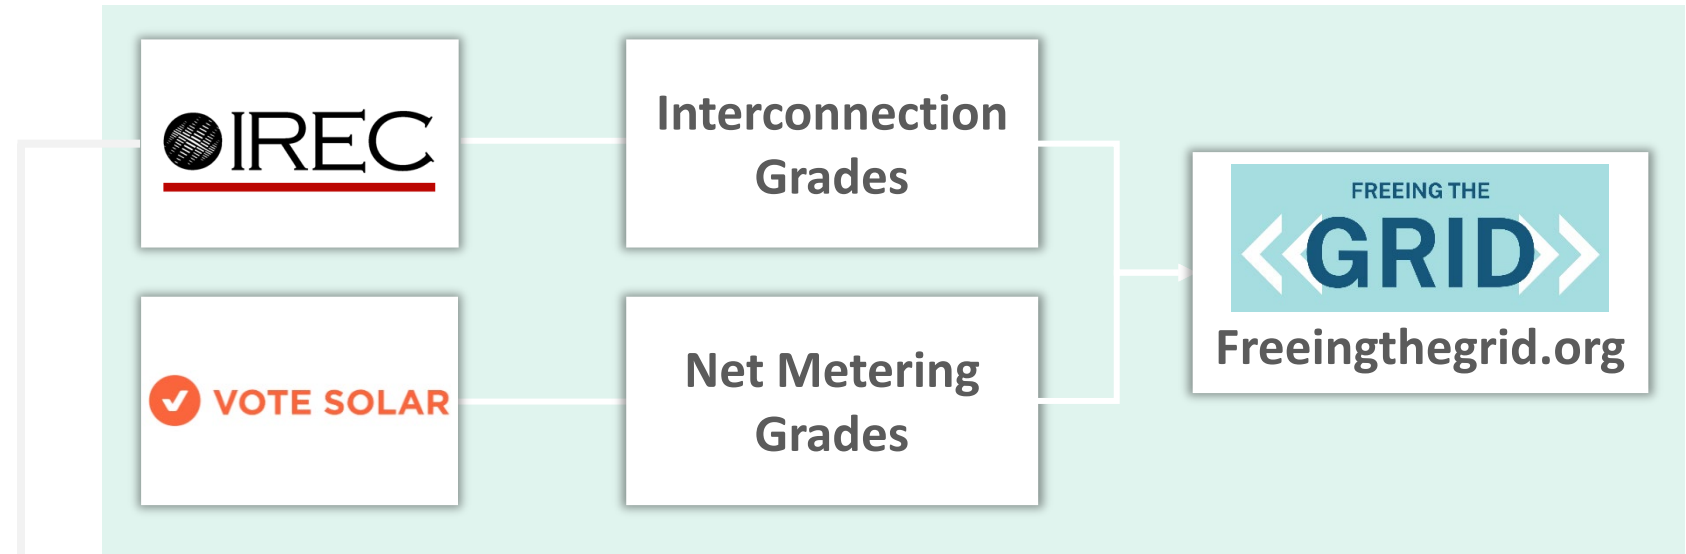 IREC
Interconnection
Grades
FREEING THE
GRID
Freeingthegrid.org
VOTE SOLAR
Net Metering
Grades